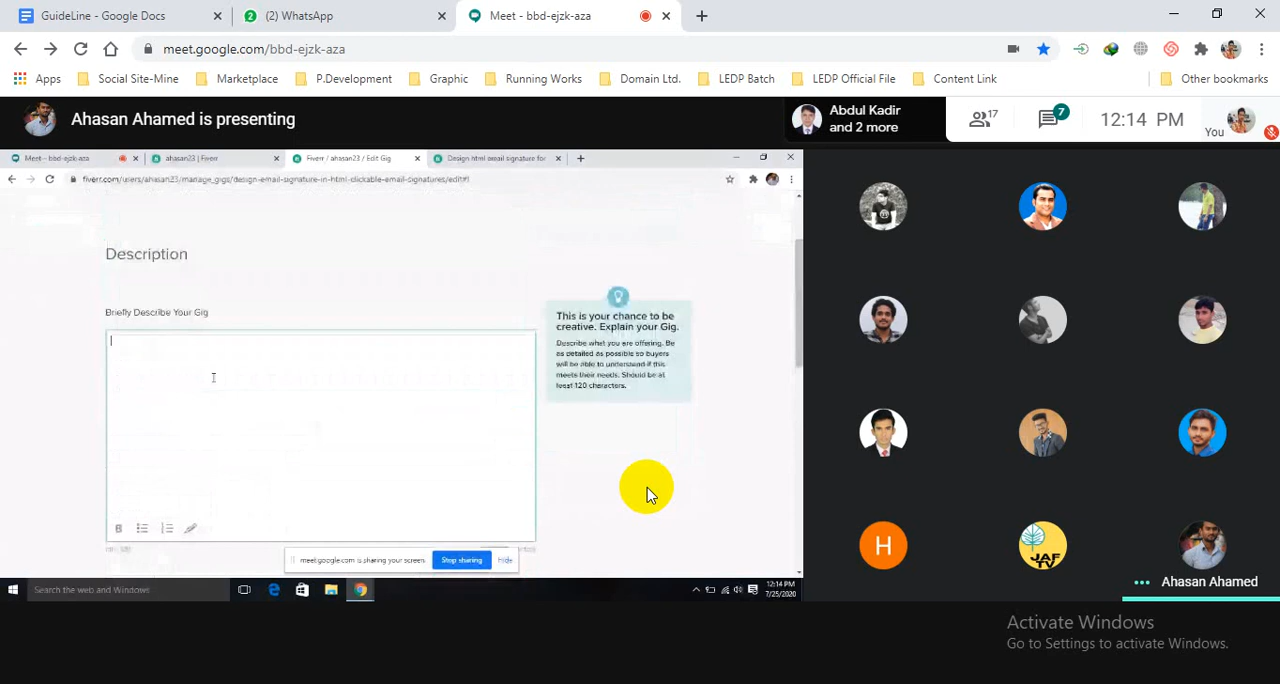 GuideLine - Google Docs
(2) WhatsApp
Meet - bbd-ejzk-aza
meet.google.com/bbd-ejzk-aza
Apps
Social Site-Mine
Marketplace
P.Development
Graphic
Running Works
Domain Ltd.
LEDP Batch
LEDP Official File
Content Link
Other bookmarks
Ahasan Ahamed is presenting
Abdul Kadir
and 2 more
17
7
12:14 PM
You
Meet – bbd-ejzk-aza
ahasan23 | Fiverr
Fiverr / ahasan23 / Edit Gig
Design html email signature for
fiverr.com/users/ahasan23/manage_gigs/design-email-signature-in-html-clickable-email-signatures/edit#1
Description
Briefly Describe Your Gig
This is your chance to be
creative. Explain your Gig.
Describe what you are offering. Be
as detailed as possible so buyers
will be able to understand if this
meets their needs. Should be at
least 120 characters.
B
meet.google.com is sharing your screen.
Stop sharing
Hide
Search the web and Windows
12:14 PM
7/25/2020
H
JAF
TV
Ahasan Ahamed
Activate Windows
Go to Settings to activate Windows.